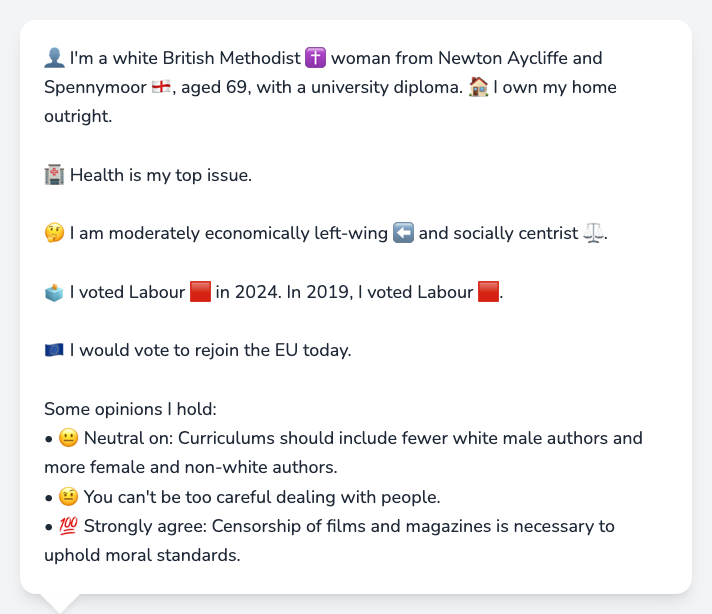 👤 I'm a white British Methodist ✝️ woman from Newton Aycliffe and
Spennymoor 🏴󠁧󠁢󠁥󠁮󠁧󠁿, aged 69, with a university diploma. 🏠 I own my home
outright.
🏥 Health is my top issue.
🤔 I am moderately economically left-wing ⬅️ and socially centrist ⚖️.
🗳️ I voted Labour 🟥 in 2024. In 2019, I voted Labour 🟥.
🇪🇺 I would vote to rejoin the EU today.
Some opinions I hold:
• 😐 Neutral on: Curriculums should include fewer white male authors and
more female and non-white authors.
• 🤨 You can't be too careful dealing with people.
• 💯 Strongly agree: Censorship of films and magazines is necessary to
uphold moral standards.